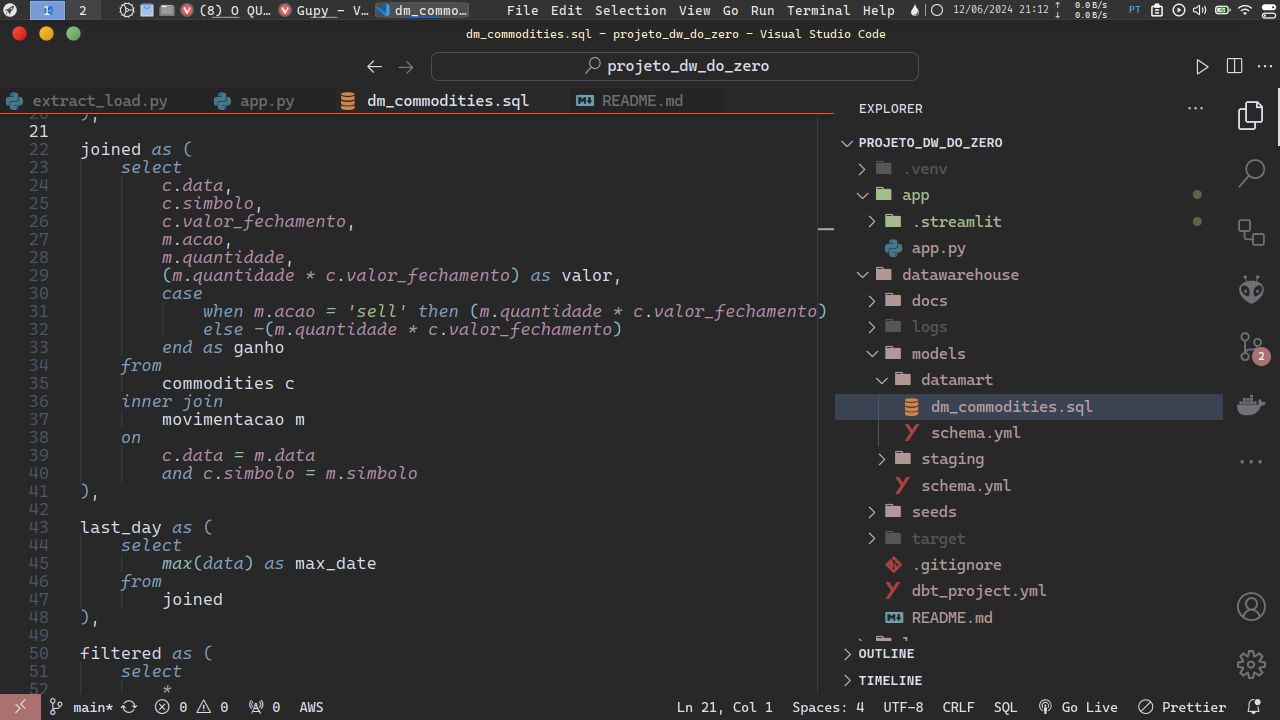 1 2 (8)_O QU… Gupy – V… dm_commo… File Edit Selection View Go Run Terminal Help 12/06/2024 21:12 ↑ 0.0 B/s ↓ 0.0 B/s PT
dm_commodities.sql – projeto_dw_do_zero – Visual Studio Code
projeto_dw_do_zero
extract_load.py app.py dm_commodities.sql README.md
20 ),
21
22 joined as (
23 select
24 c.data,
25 c.simbolo,
26 c.valor_fechamento,
27 m.acao,
28 m.quantidade,
29 (m.quantidade * c.valor_fechamento) as valor,
30 case
31 when m.acao = 'sell' then (m.quantidade * c.valor_fechamento)
32 else -(m.quantidade * c.valor_fechamento)
33 end as ganho
34 from
35 commodities c
36 inner join
37 movimentacao m
38 on
39 c.data = m.data
40 and c.simbolo = m.simbolo
41 ),
42
43 last_day as (
44 select
45 max(data) as max_date
46 from
47 joined
48 ),
49
50 filtered as (
51 select
52 *
EXPLORER
PROJETO_DW_DO_ZERO
.venv
app
.streamlit
app.py
datawarehouse
docs
logs
models
datamart
dm_commodities.sql
schema.yml
staging
schema.yml
seeds
target
.gitignore
dbt_project.yml
README.md
OUTLINE
TIMELINE
2
main* 0 0 0 AWS Ln 21, Col 1 Spaces: 4 UTF-8 CRLF SQL Go Live Prettier